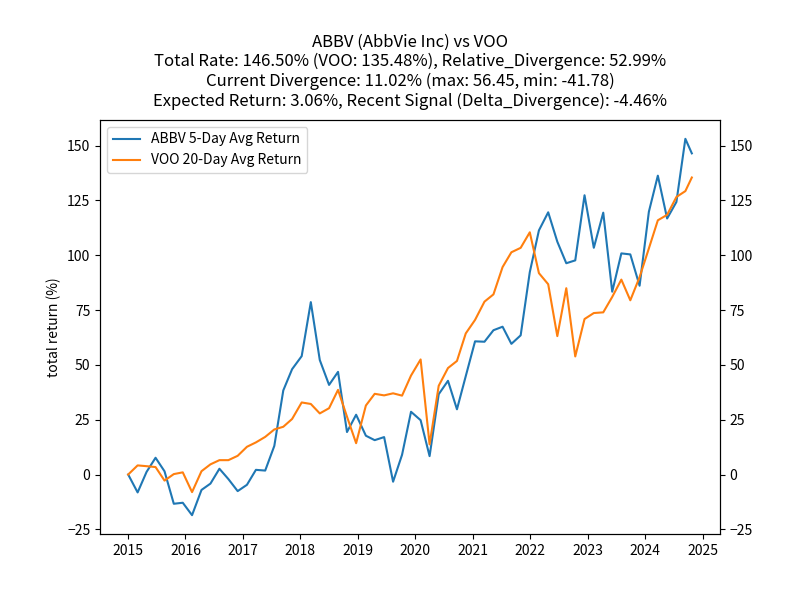 ABBV (AbbVie Inc) vs VOO
Total Rate: 146.50% (VOO: 135.48%), Relative_Divergence: 52.99%
Current Divergence: 11.02% (max: 56.45, min: -41.78)
Expected Return: 3.06%, Recent Signal (Delta_Divergence): -4.46%
ABBV 5-Day Avg Return
VOO 20-Day Avg Return
total return (%)
150
125
100
75
50
25
0
−25
150
125
100
75
50
25
0
−25
2015 2016 2017 2018 2019 2020 2021 2022 2023 2024 2025